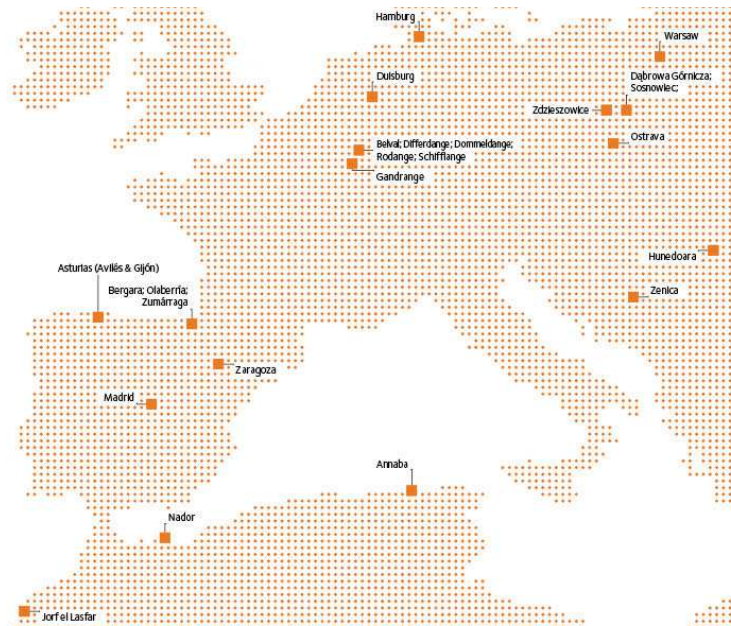 Hamburg
Warsaw
Duisburg
Dąbrowa Górnicza;
Sosnowiec;
Zdzieszowice
Ostrava
Belval; Differdange; Dommeldange;
Rodange; Schifflange
Gandrange
Hunedoara
Asturias (Avilés & Gijón)
Bergara; Olaberría;
Zumárraga
Zenica
Zaragoza
Madrid
Annaba
Nador
Jorf el Lasfar